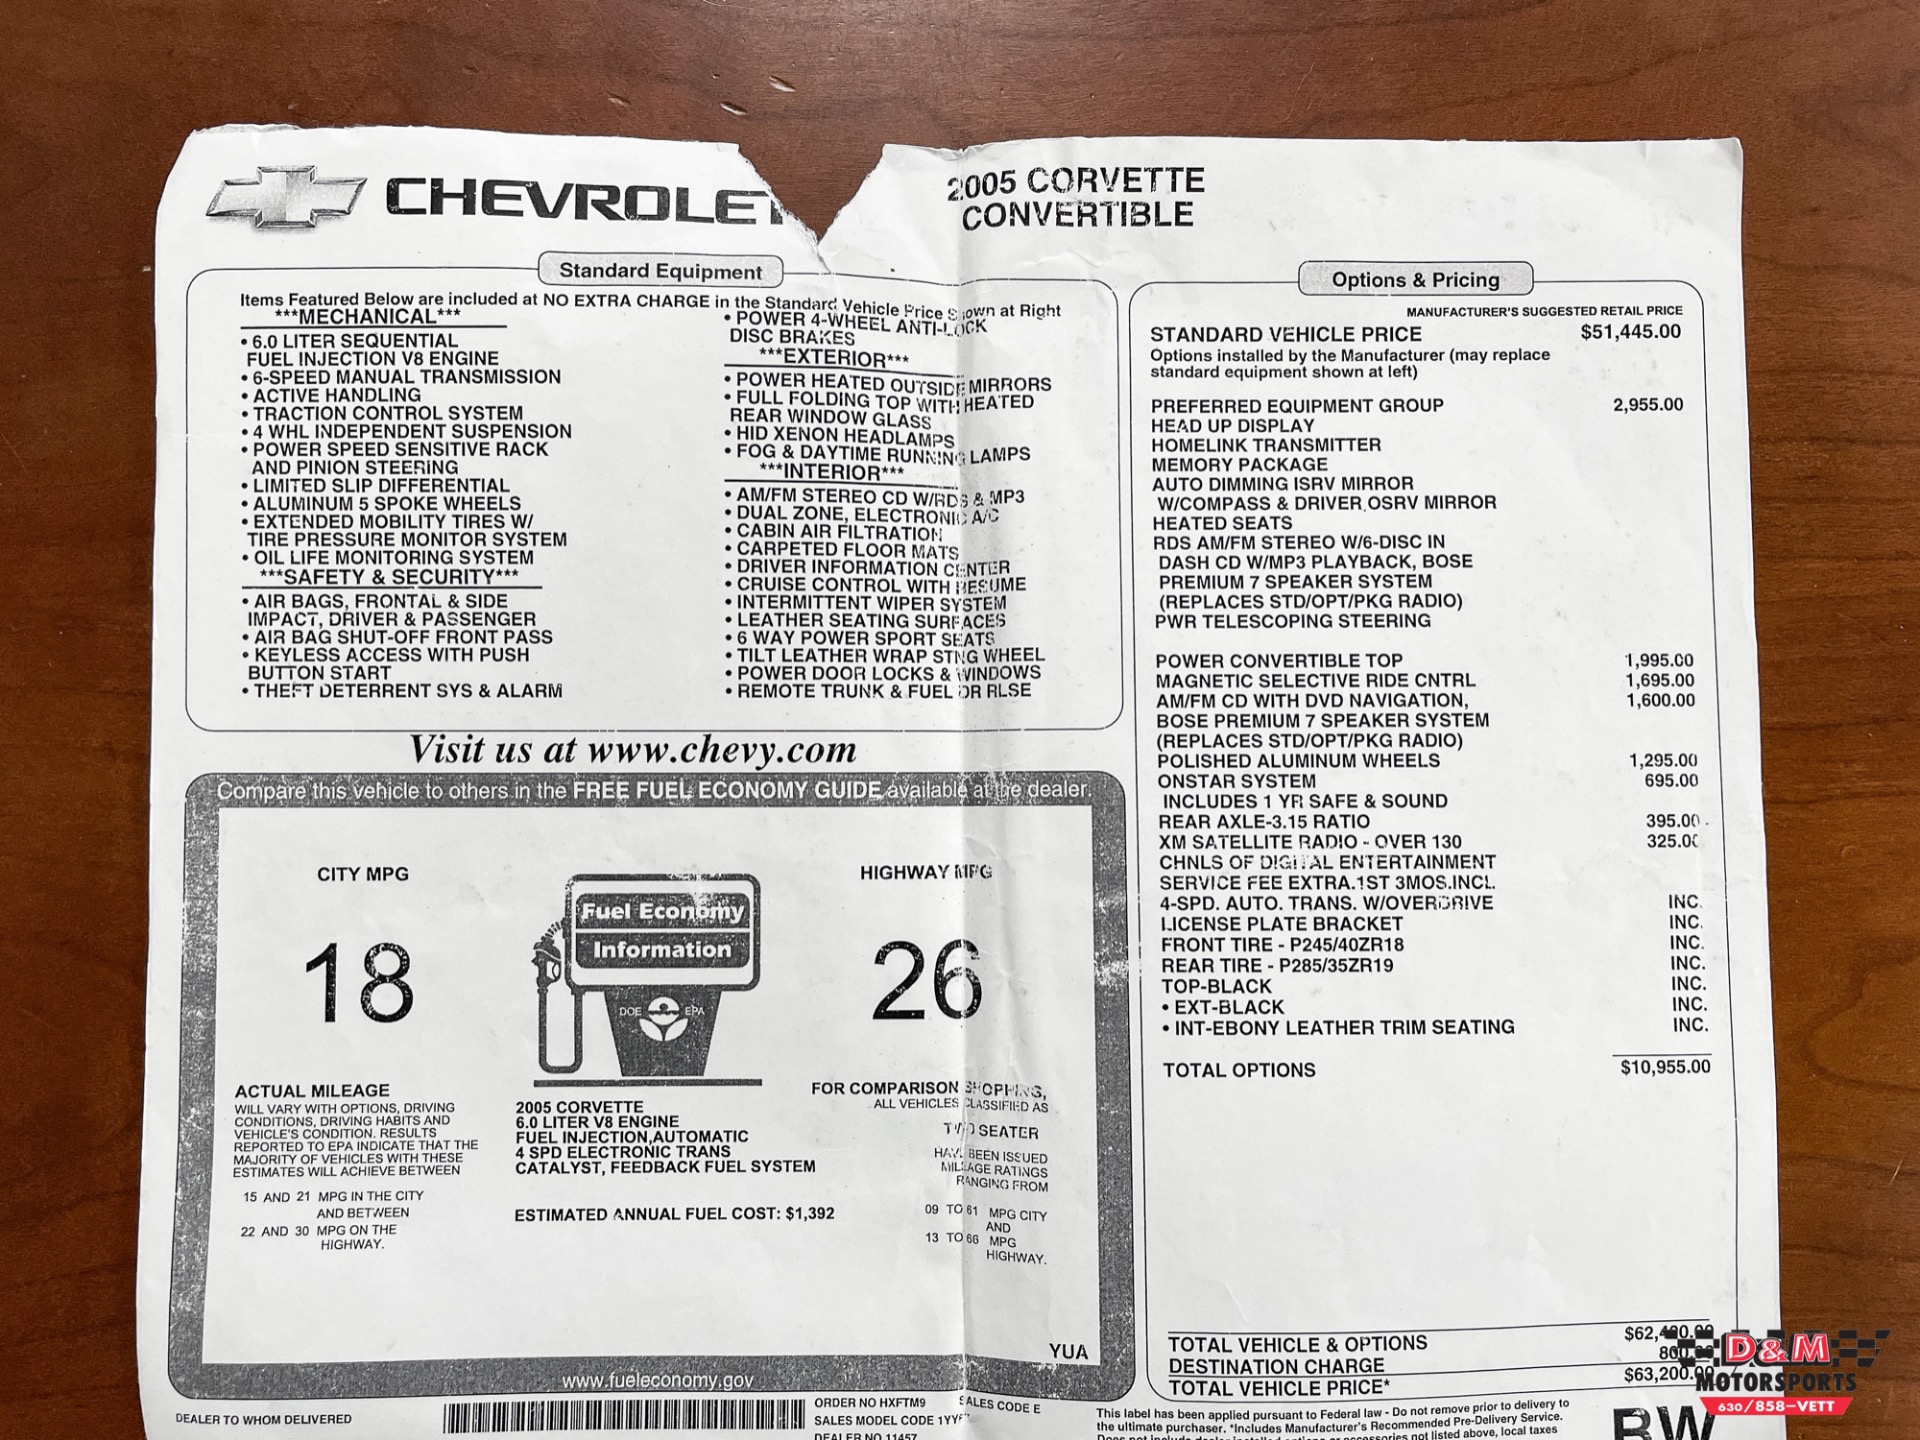 CHEVROLET
2005 CORVETTE
CONVERTIBLE
Standard Equipment
Items Featured Below are included at NO EXTRA CHARGE in the Standard Vehicle Price Shown at Right
***MECHANICAL***
• 6.0 LITER SEQUENTIAL
FUEL INJECTION V8 ENGINE
• 6-SPEED MANUAL TRANSMISSION
• ACTIVE HANDLING
• TRACTION CONTROL SYSTEM
• 4 WHL INDEPENDENT SUSPENSION
• POWER SPEED SENSITIVE RACK
AND PINION STEERING
• LIMITED SLIP DIFFERENTIAL
• ALUMINUM 5 SPOKE WHEELS
• EXTENDED MOBILITY TIRES W/
TIRE PRESSURE MONITOR SYSTEM
• OIL LIFE MONITORING SYSTEM
***SAFETY & SECURITY***
• AIR BAGS, FRONTAL & SIDE
IMPACT, DRIVER & PASSENGER
• AIR BAG SHUT-OFF FRONT PASS
• KEYLESS ACCESS WITH PUSH
BUTTON START
• THEFT DETERRENT SYS & ALARM
• POWER 4-WHEEL ANTI-LOCK
DISC BRAKES
***EXTERIOR***
• POWER HEATED OUTSIDE MIRRORS
• FULL FOLDING TOP WITH HEATED
REAR WINDOW GLASS
• HID XENON HEADLAMPS
• FOG & DAYTIME RUNNING LAMPS
***INTERIOR***
• AM/FM STEREO CD W/RDS & MP3
• DUAL ZONE, ELECTRONIC A/C
• CABIN AIR FILTRATION
• CARPETED FLOOR MATS
• DRIVER INFORMATION CENTER
• CRUISE CONTROL WITH RESUME
• INTERMITTENT WIPER SYSTEM
• LEATHER SEATING SURFACES
• 6 WAY POWER SPORT SEATS
• TILT LEATHER WRAP STNG WHEEL
• POWER DOOR LOCKS & WINDOWS
• REMOTE TRUNK & FUEL DR RLSE
Visit us at www.chevy.com
Compare this vehicle to others in the FREE FUEL ECONOMY GUIDE available at the dealer.
CITY MPG
18
Fuel Economy
Information
DOE EPA
HIGHWAY MPG
26
ACTUAL MILEAGE
WILL VARY WITH OPTIONS, DRIVING
CONDITIONS, DRIVING HABITS AND
VEHICLE'S CONDITION. RESULTS
REPORTED TO EPA INDICATE THAT THE
MAJORITY OF VEHICLES WITH THESE
ESTIMATES WILL ACHIEVE BETWEEN
15 AND 21 MPG IN THE CITY
AND BETWEEN
22 AND 30 MPG ON THE
HIGHWAY.
2005 CORVETTE
6.0 LITER V8 ENGINE
FUEL INJECTION,AUTOMATIC
4 SPD ELECTRONIC TRANS
CATALYST, FEEDBACK FUEL SYSTEM
ESTIMATED ANNUAL FUEL COST: $1,392
FOR COMPARISON SHOPPING,
ALL VEHICLES CLASSIFIED AS
TWO SEATER
HAVE BEEN ISSUED
MILEAGE RATINGS
RANGING FROM
09 TO 61 MPG CITY
AND
13 TO 66 MPG
HIGHWAY.
YUA
www.fueleconomy.gov
Options & Pricing
MANUFACTURER'S SUGGESTED RETAIL PRICE
STANDARD VEHICLE PRICE $51,445.00
Options installed by the Manufacturer (may replace
standard equipment shown at left)
PREFERRED EQUIPMENT GROUP 2,955.00
HEAD UP DISPLAY
HOMELINK TRANSMITTER
MEMORY PACKAGE
AUTO DIMMING ISRV MIRROR
W/COMPASS & DRIVER OSRV MIRROR
HEATED SEATS
RDS AM/FM STEREO W/6-DISC IN
DASH CD W/MP3 PLAYBACK, BOSE
PREMIUM 7 SPEAKER SYSTEM
(REPLACES STD/OPT/PKG RADIO)
PWR TELESCOPING STEERING
POWER CONVERTIBLE TOP 1,995.00
MAGNETIC SELECTIVE RIDE CNTRL 1,695.00
AM/FM CD WITH DVD NAVIGATION, 1,600.00
BOSE PREMIUM 7 SPEAKER SYSTEM
(REPLACES STD/OPT/PKG RADIO)
POLISHED ALUMINUM WHEELS 1,295.00
ONSTAR SYSTEM 695.00
INCLUDES 1 YR SAFE & SOUND
REAR AXLE-3.15 RATIO 395.00
XM SATELLITE RADIO - OVER 130 325.00
CHNLS OF DIGITAL ENTERTAINMENT
SERVICE FEE EXTRA.1ST 3MOS.INCL.
4-SPD. AUTO. TRANS. W/OVERDRIVE INC.
LICENSE PLATE BRACKET INC.
FRONT TIRE - P245/40ZR18 INC.
REAR TIRE - P285/35ZR19 INC.
TOP-BLACK INC.
• EXT-BLACK INC.
• INT-EBONY LEATHER TRIM SEATING INC.
TOTAL OPTIONS $10,955.00
TOTAL VEHICLE & OPTIONS $62,400.00
DESTINATION CHARGE 800.00
TOTAL VEHICLE PRICE* $63,200.00
D&M
MOTORSPORTS
630/858-VETT
DEALER TO WHOM DELIVERED
ORDER NO HXFTM9 SALES CODE E
SALES MODEL CODE
DEALER NO 11457
This label has been applied pursuant to Federal law - Do not remove prior to delivery to
the ultimate purchaser. *Includes Manufacturer's Recommended Pre-Delivery Service.
Does not include dealer installed options or accessories not listed above, local taxes
BW